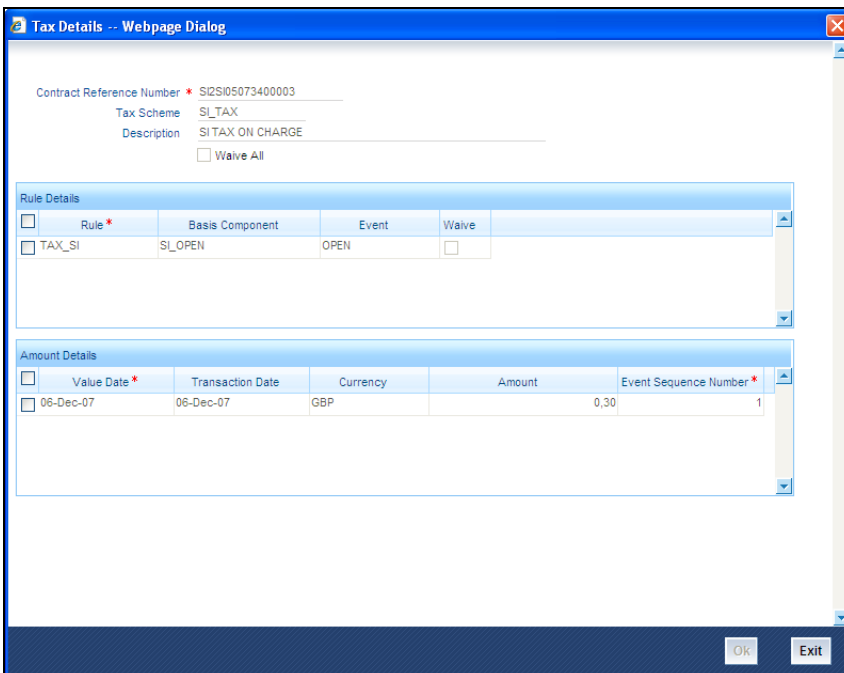 Tax Details -- Webpage Dialog
Contract Reference Number * SI2SI05073400003
Tax Scheme SI_TAX
Description SI TAX ON CHARGE
Waive All
Rule Details
Rule * Basis Component Event Waive
TAX_SI SI_OPEN OPEN
Amount Details
Value Date * Transaction Date Currency Amount Event Sequence Number *
06-Dec-07 06-Dec-07 GBP 0,30 1
Ok Exit